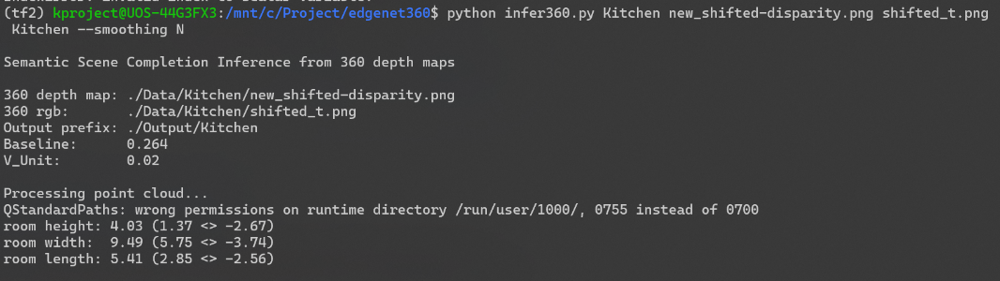 (tf2) kproject@UOS-44G3FX3:/mnt/c/Project/edgenet360$ python infer360.py Kitchen new_shifted-disparity.png shifted_t.png
Kitchen --smoothing N
Semantic Scene Completion Inference from 360 depth maps
360 depth map: ./Data/Kitchen/new_shifted-disparity.png
360 rgb: ./Data/Kitchen/shifted_t.png
Output prefix: ./Output/Kitchen
Baseline: 0.264
V_Unit: 0.02
Processing point cloud...
QStandardPaths: wrong permissions on runtime directory /run/user/1000/, 0755 instead of 0700
room height: 4.03 (1.37 <> -2.67)
room width: 9.49 (5.75 <> -3.74)
room length: 5.41 (2.85 <> -2.56)